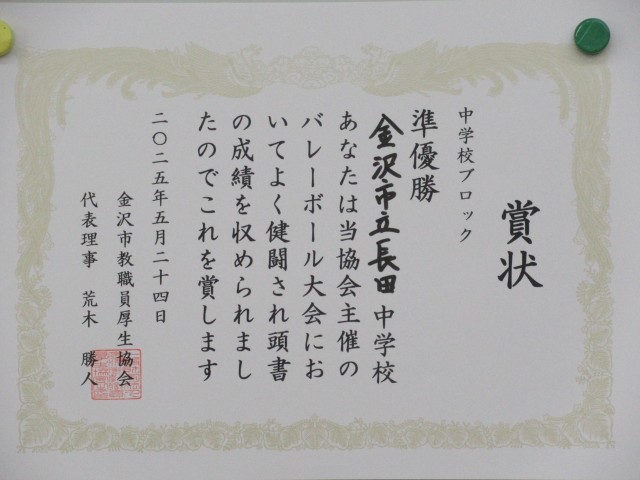 賞状
中学校ブロック
準優勝
金沢市立長田中学校
あなたは当協会主催の
バレーボール大会にお
いてよく健闘され頭書
の成績を収められまし
たのでこれを賞します
二〇二五年五月二十四日
金沢市教職員厚生協会
代表理事 荒木 勝人